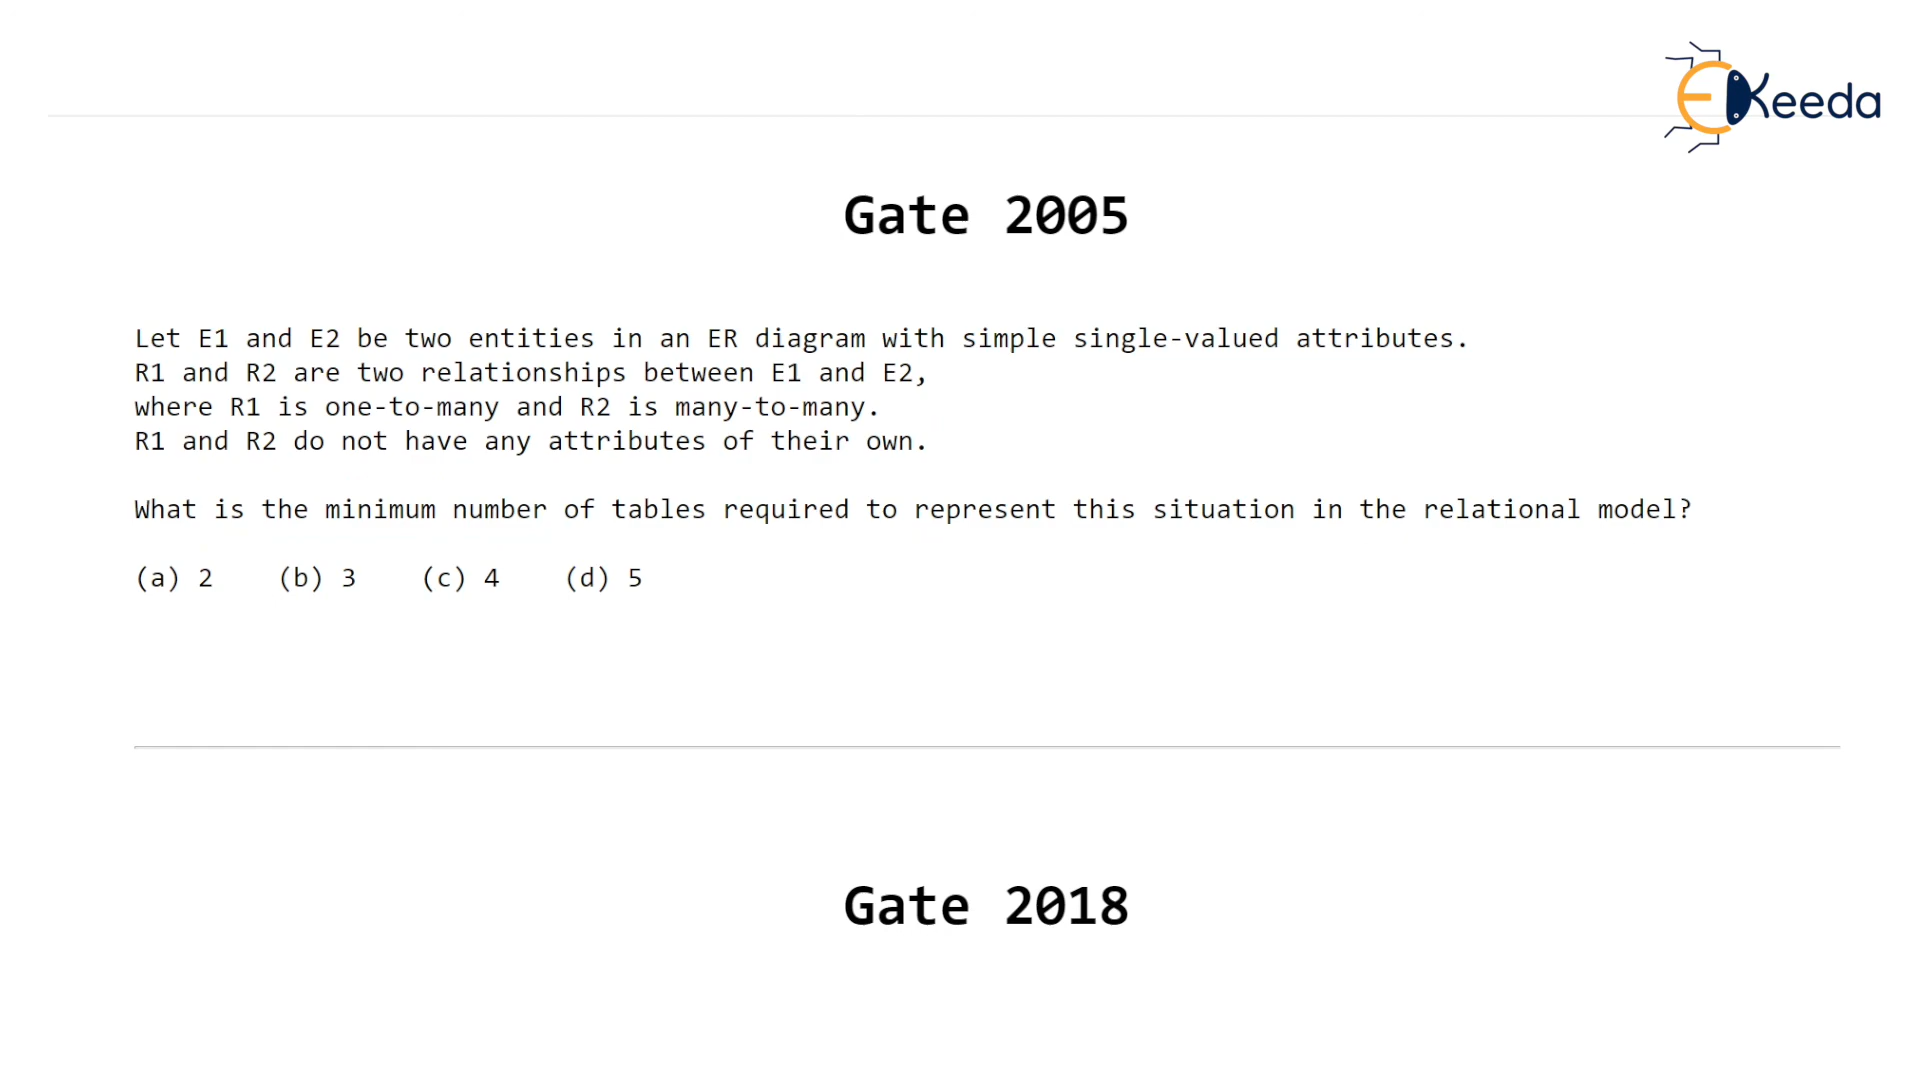 EKeeda
Gate 2005
Let E1 and E2 be two entities in an ER diagram with simple single-valued attributes.
R1 and R2 are two relationships between E1 and E2,
where R1 is one-to-many and R2 is many-to-many.
R1 and R2 do not have any attributes of their own.
What is the minimum number of tables required to represent this situation in the relational model?
(a) 2    (b) 3    (c) 4    (d) 5
Gate 2018